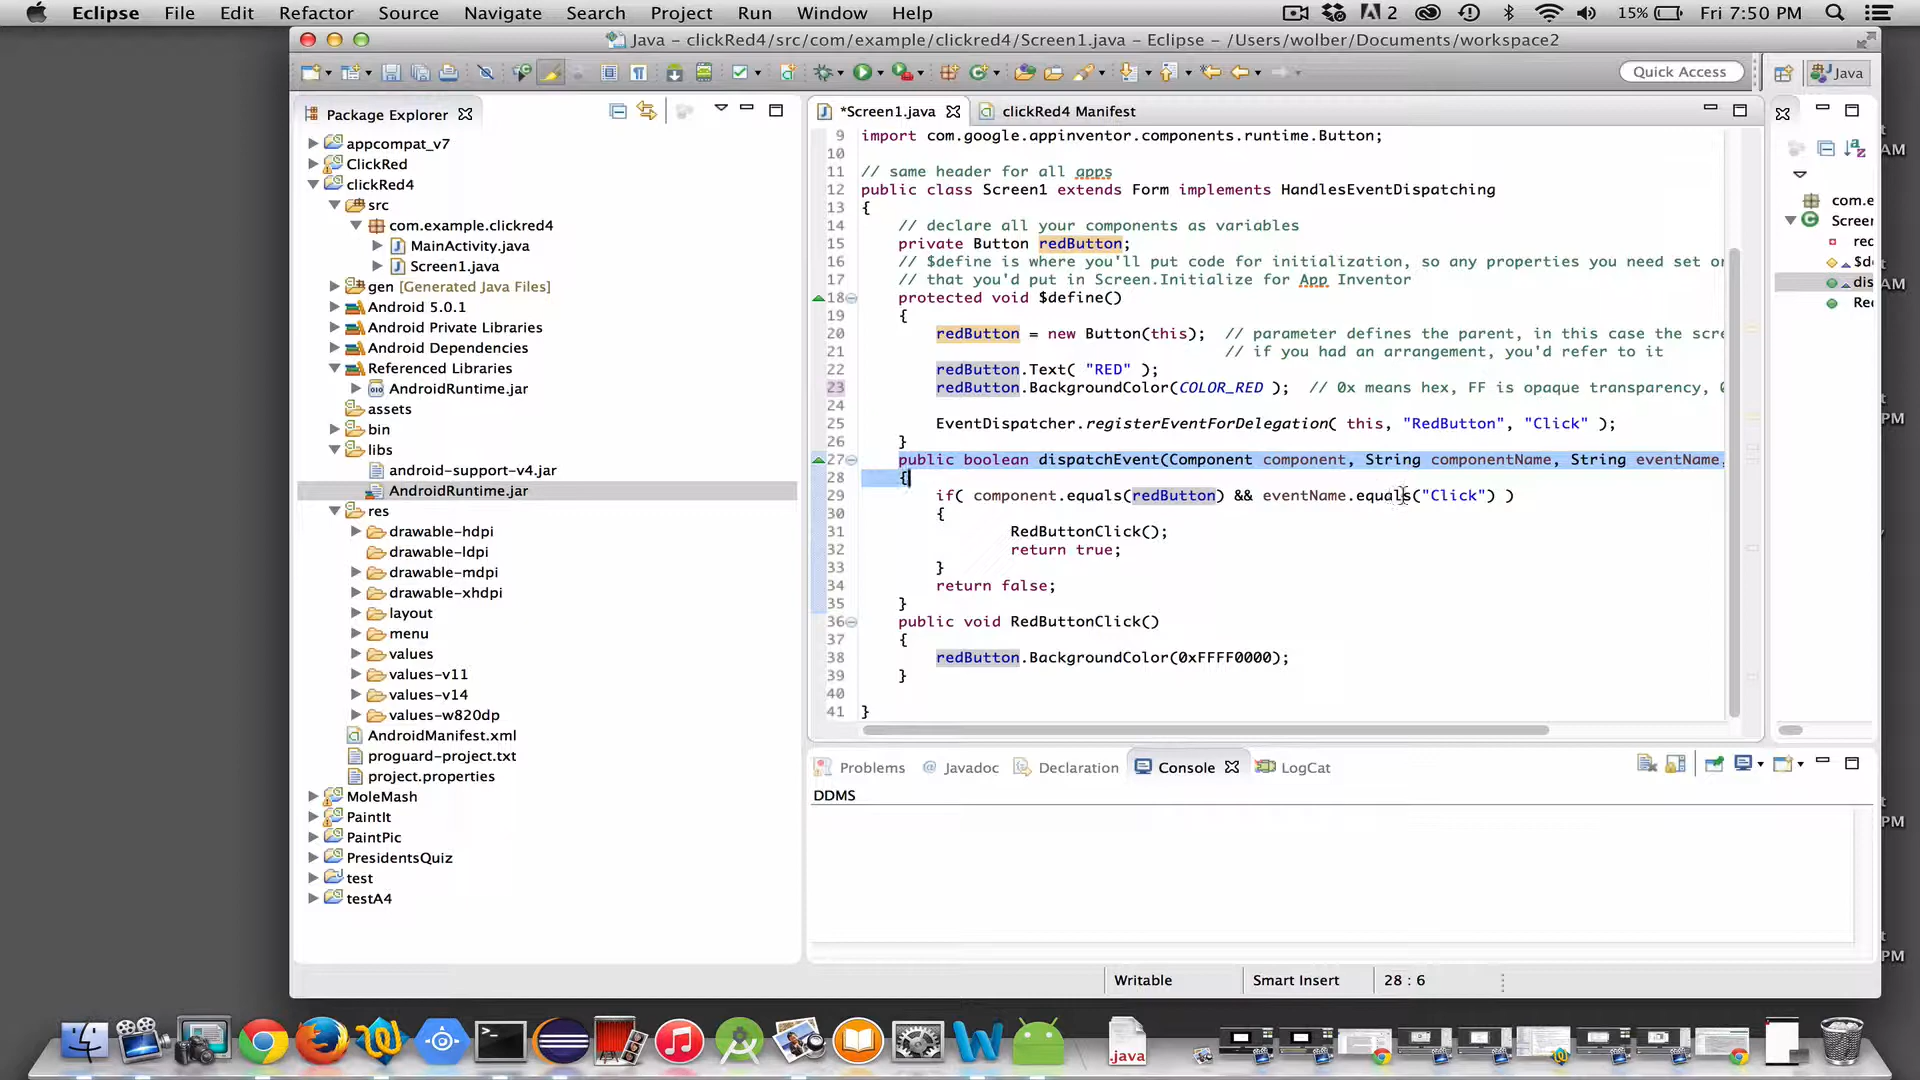 Eclipse File Edit Refactor Source Navigate Search Project Run Window Help 2 15% Fri 7:50 PM
Java – clickRed4/src/com/example/clickred4/Screen1.java – Eclipse – /Users/wolber/Documents/workspace2
Quick Access Java
Package Explorer
appcompat_v7
ClickRed
clickRed4
src
com.example.clickred4
MainActivity.java
Screen1.java
gen [Generated Java Files]
Android 5.0.1
Android Private Libraries
Android Dependencies
Referenced Libraries
AndroidRuntime.jar
assets
bin
libs
android-support-v4.jar
AndroidRuntime.jar
res
drawable-hdpi
drawable-ldpi
drawable-mdpi
drawable-xhdpi
layout
menu
values
values-v11
values-v14
values-w820dp
AndroidManifest.xml
proguard-project.txt
project.properties
MoleMash
PaintIt
PaintPic
PresidentsQuiz
test
testA4
*Screen1.java clickRed4 Manifest
9 import com.google.appinventor.components.runtime.Button;
10
11 // same header for all apps
12 public class Screen1 extends Form implements HandlesEventDispatching
13 {
14 // declare all your components as variables
15 private Button redButton;
16 // $define is where you'll put code for initialization, so any properties you need set or
17 // that you'd put in Screen.Initialize for App Inventor
18 protected void $define()
19 {
20 redButton = new Button(this); // parameter defines the parent, in this case the scre
21 // if you had an arrangement, you'd refer to it
22 redButton.Text( "RED" );
23 redButton.BackgroundColor(COLOR_RED ); // 0x means hex, FF is opaque transparency, 0
24
25 EventDispatcher.registerEventForDelegation( this, "RedButton", "Click" );
26 }
27 public boolean dispatchEvent(Component component, String componentName, String eventName,
28 {
29 if( component.equals(redButton) && eventName.equals("Click") )
30 {
31 RedButtonClick();
32 return true;
33 }
34 return false;
35 }
36 public void RedButtonClick()
37 {
38 redButton.BackgroundColor(0xFFFF0000);
39 }
40
41 }
com.e
Screen
red
$de
dis
Re
Problems @ Javadoc Declaration Console LogCat
DDMS
Writable Smart Insert 28 : 6
.java
t
AM
t
AM
t
PM
t
PM
t
PM